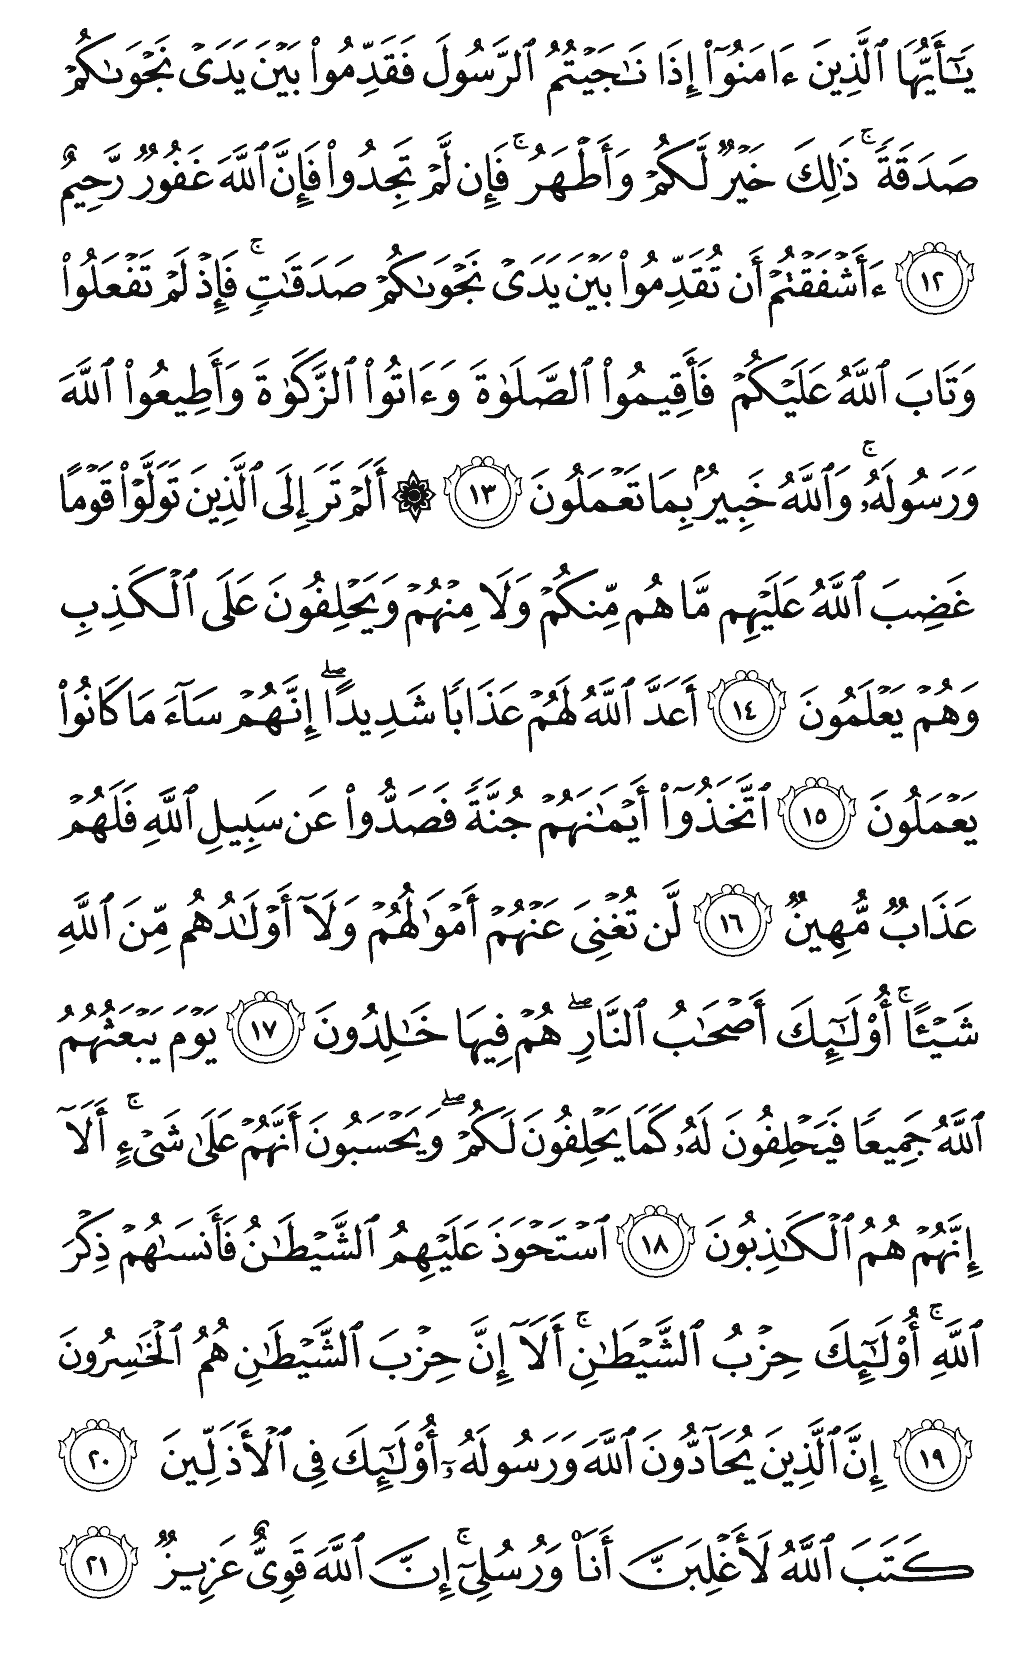 يَـٰٓأَيُّهَا ٱلَّذِينَ ءَامَنُوٓا۟ إِذَا نَـٰجَيْتُمُ ٱلرَّسُولَ فَقَدِّمُوا۟ بَيْنَ يَدَىْ نَجْوَىٰكُمْ
صَدَقَةً ۚ ذَٰلِكَ خَيْرٌ لَّكُمْ وَأَطْهَرُ ۚ فَإِن لَّمْ تَجِدُوا۟ فَإِنَّ ٱللَّهَ غَفُورٌ رَّحِيمٌ
١٢ ءَأَشْفَقْتُمْ أَن تُقَدِّمُوا۟ بَيْنَ يَدَىْ نَجْوَىٰكُمْ صَدَقَـٰتٍ ۚ فَإِذْ لَمْ تَفْعَلُوا۟
وَتَابَ ٱللَّهُ عَلَيْكُمْ فَأَقِيمُوا۟ ٱلصَّلَوٰةَ وَءَاتُوا۟ ٱلزَّكَوٰةَ وَأَطِيعُوا۟ ٱللَّهَ
وَرَسُولَهُۥ ۚ وَٱللَّهُ خَبِيرٌۢ بِمَا تَعْمَلُونَ ١٣ ۞ أَلَمْ تَرَ إِلَى ٱلَّذِينَ تَوَلَّوْا۟ قَوْمًا
غَضِبَ ٱللَّهُ عَلَيْهِم مَّا هُم مِّنكُمْ وَلَا مِنْهُمْ وَيَحْلِفُونَ عَلَى ٱلْكَذِبِ
وَهُمْ يَعْلَمُونَ ١٤ أَعَدَّ ٱللَّهُ لَهُمْ عَذَابًا شَدِيدًا ۖ إِنَّهُمْ سَآءَ مَا كَانُوا۟
يَعْمَلُونَ ١٥ ٱتَّخَذُوٓا۟ أَيْمَـٰنَهُمْ جُنَّةً فَصَدُّوا۟ عَن سَبِيلِ ٱللَّهِ فَلَهُمْ
عَذَابٌ مُّهِينٌ ١٦ لَّن تُغْنِىَ عَنْهُمْ أَمْوَٰلُهُمْ وَلَآ أَوْلَـٰدُهُم مِّنَ ٱللَّهِ
شَيْـًٔا ۚ أُو۟لَـٰٓئِكَ أَصْحَـٰبُ ٱلنَّارِ ۖ هُمْ فِيهَا خَـٰلِدُونَ ١٧ يَوْمَ يَبْعَثُهُمُ
ٱللَّهُ جَمِيعًا فَيَحْلِفُونَ لَهُۥ كَمَا يَحْلِفُونَ لَكُمْ ۖ وَيَحْسَبُونَ أَنَّهُمْ عَلَىٰ شَىْءٍ ۚ أَلَآ
إِنَّهُمْ هُمُ ٱلْكَـٰذِبُونَ ١٨ ٱسْتَحْوَذَ عَلَيْهِمُ ٱلشَّيْطَـٰنُ فَأَنسَىٰهُمْ ذِكْرَ
ٱللَّهِ ۚ أُو۟لَـٰٓئِكَ حِزْبُ ٱلشَّيْطَـٰنِ ۚ أَلَآ إِنَّ حِزْبَ ٱلشَّيْطَـٰنِ هُمُ ٱلْخَـٰسِرُونَ
١٩ إِنَّ ٱلَّذِينَ يُحَآدُّونَ ٱللَّهَ وَرَسُولَهُۥٓ أُو۟لَـٰٓئِكَ فِى ٱلْأَذَلِّينَ ٢٠
كَتَبَ ٱللَّهُ لَأَغْلِبَنَّ أَنَا۠ وَرُسُلِىٓ ۚ إِنَّ ٱللَّهَ قَوِىٌّ عَزِيزٌ ٢١